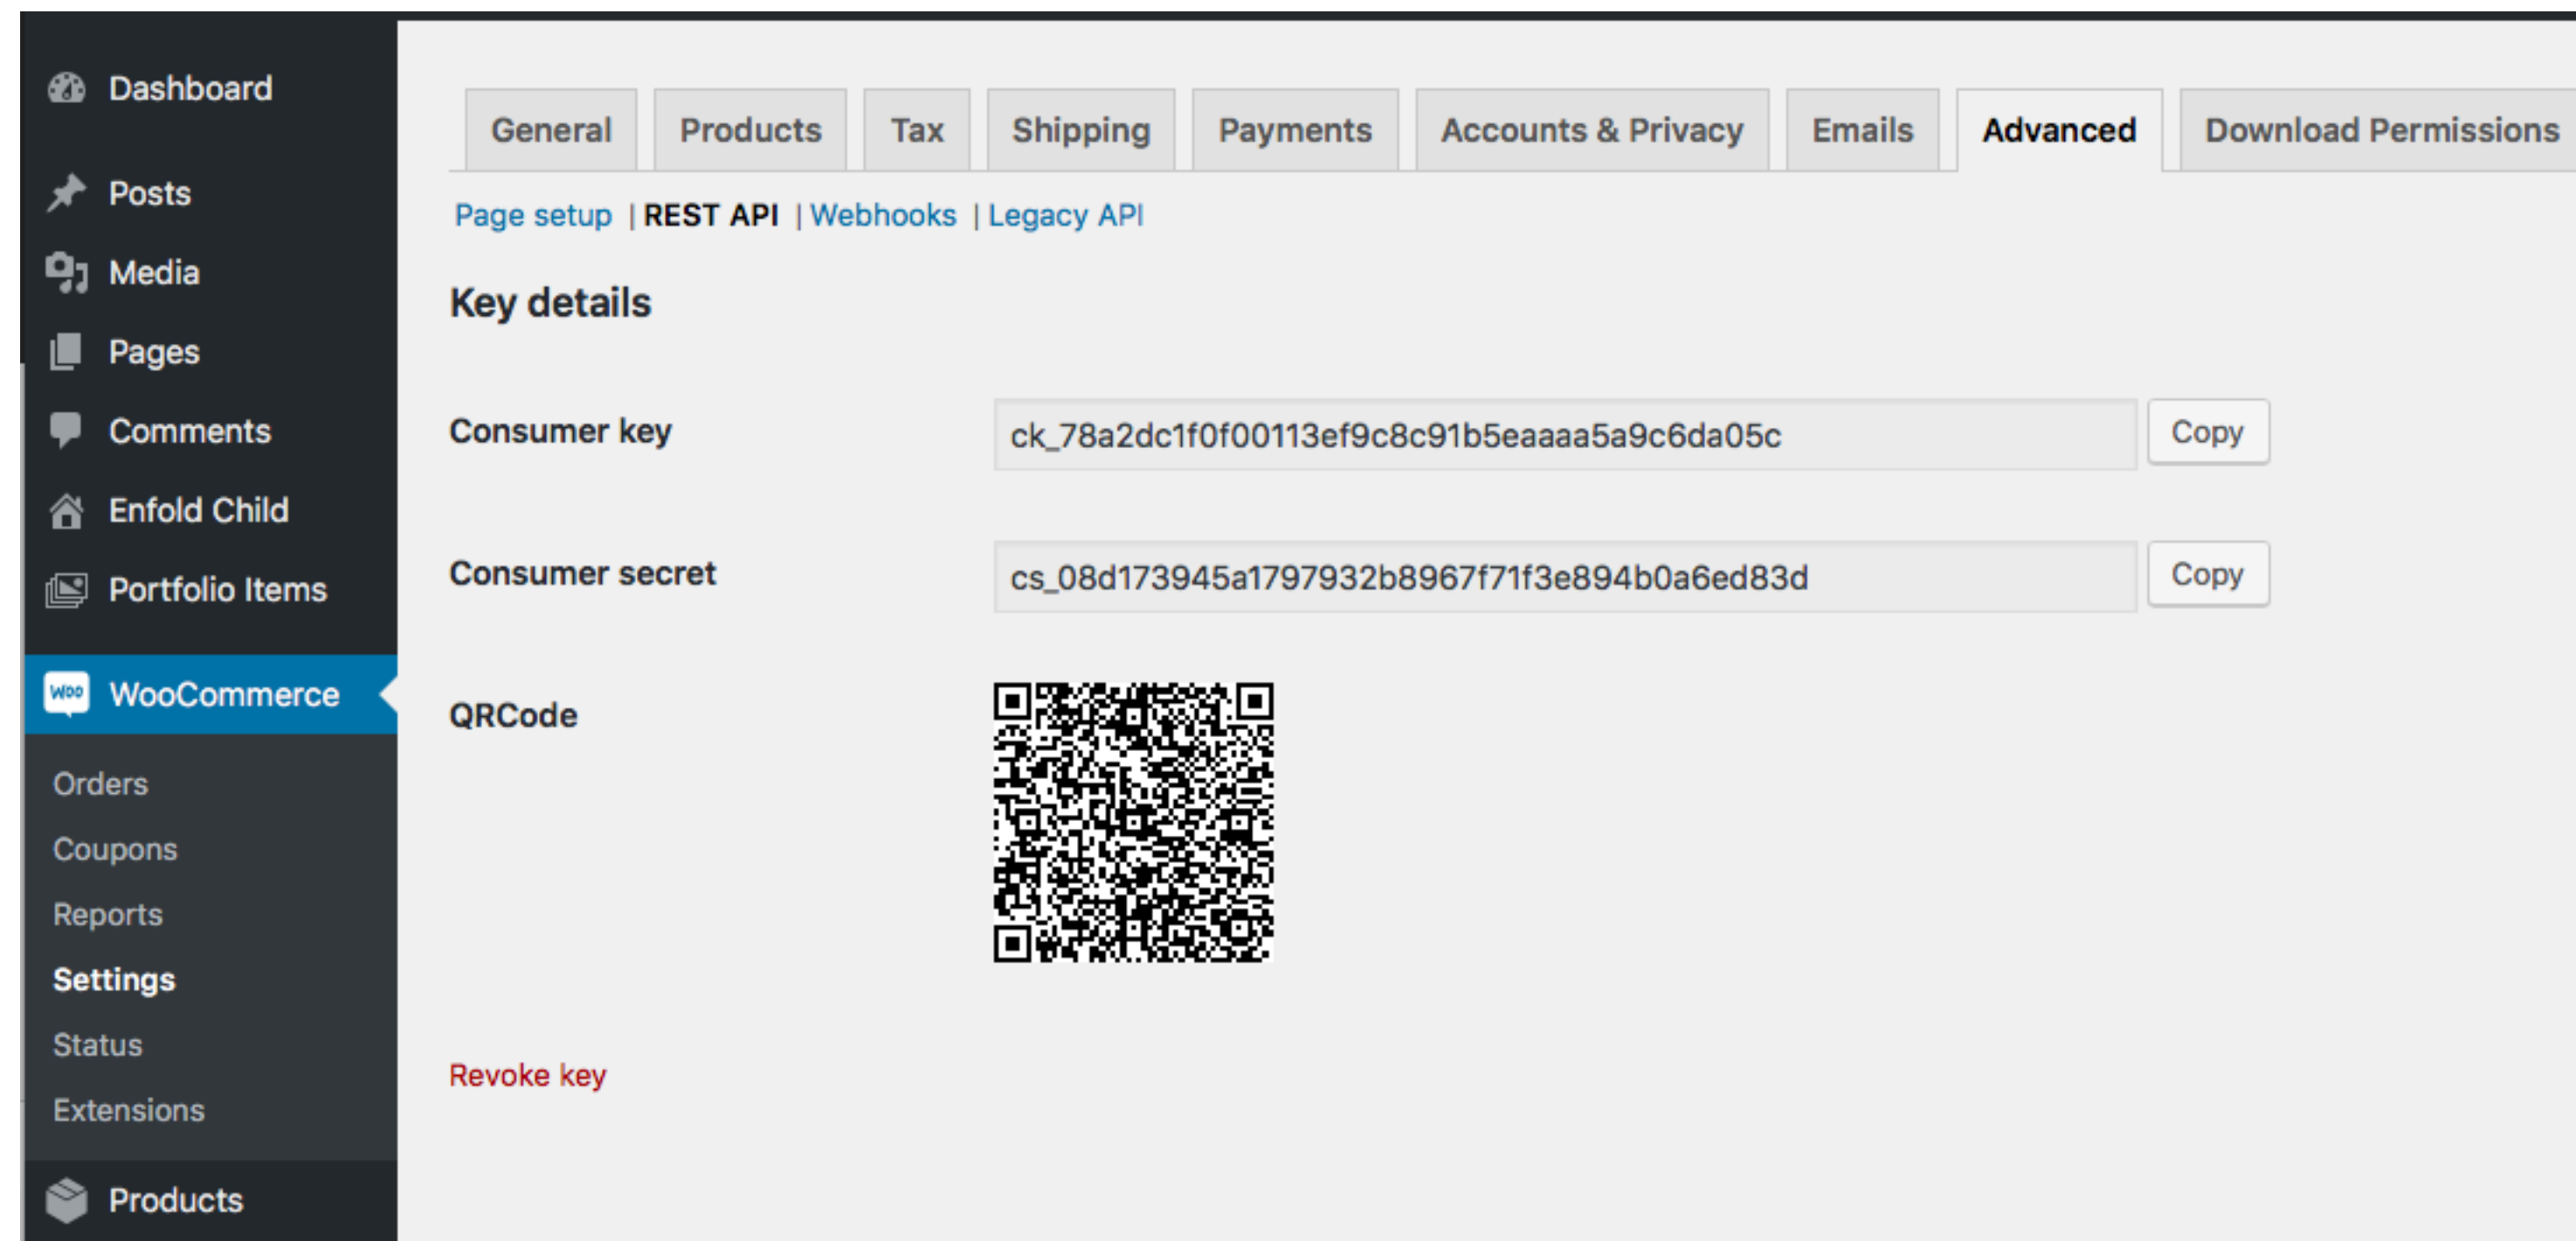 Dashboard
Posts
Media
Pages
Comments
Enfold Child
Portfolio Items
Woo WooCommerce
Orders
Coupons
Reports
Settings
Status
Extensions
Products
General Products Tax Shipping Payments Accounts & Privacy Emails Advanced Download Permissions
Page setup | REST API | Webhooks | Legacy API
Key details
Consumer key ck_78a2dc1f0f00113ef9c8c91b5eaaaa5a9c6da05c Copy
Consumer secret cs_08d173945a1797932b8967f71f3e894b0a6ed83d Copy
QRCode
Revoke key